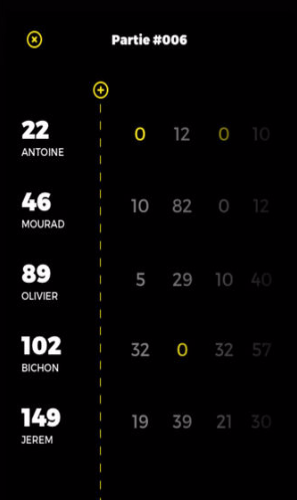 Partie #006
22 0 12 0 10
ANTOINE
46 10 82 0 12
MOURAD
89 5 29 10 40
OLIVIER
102 32 0 32 57
BICHON
149 19 39 21 30
JEREM